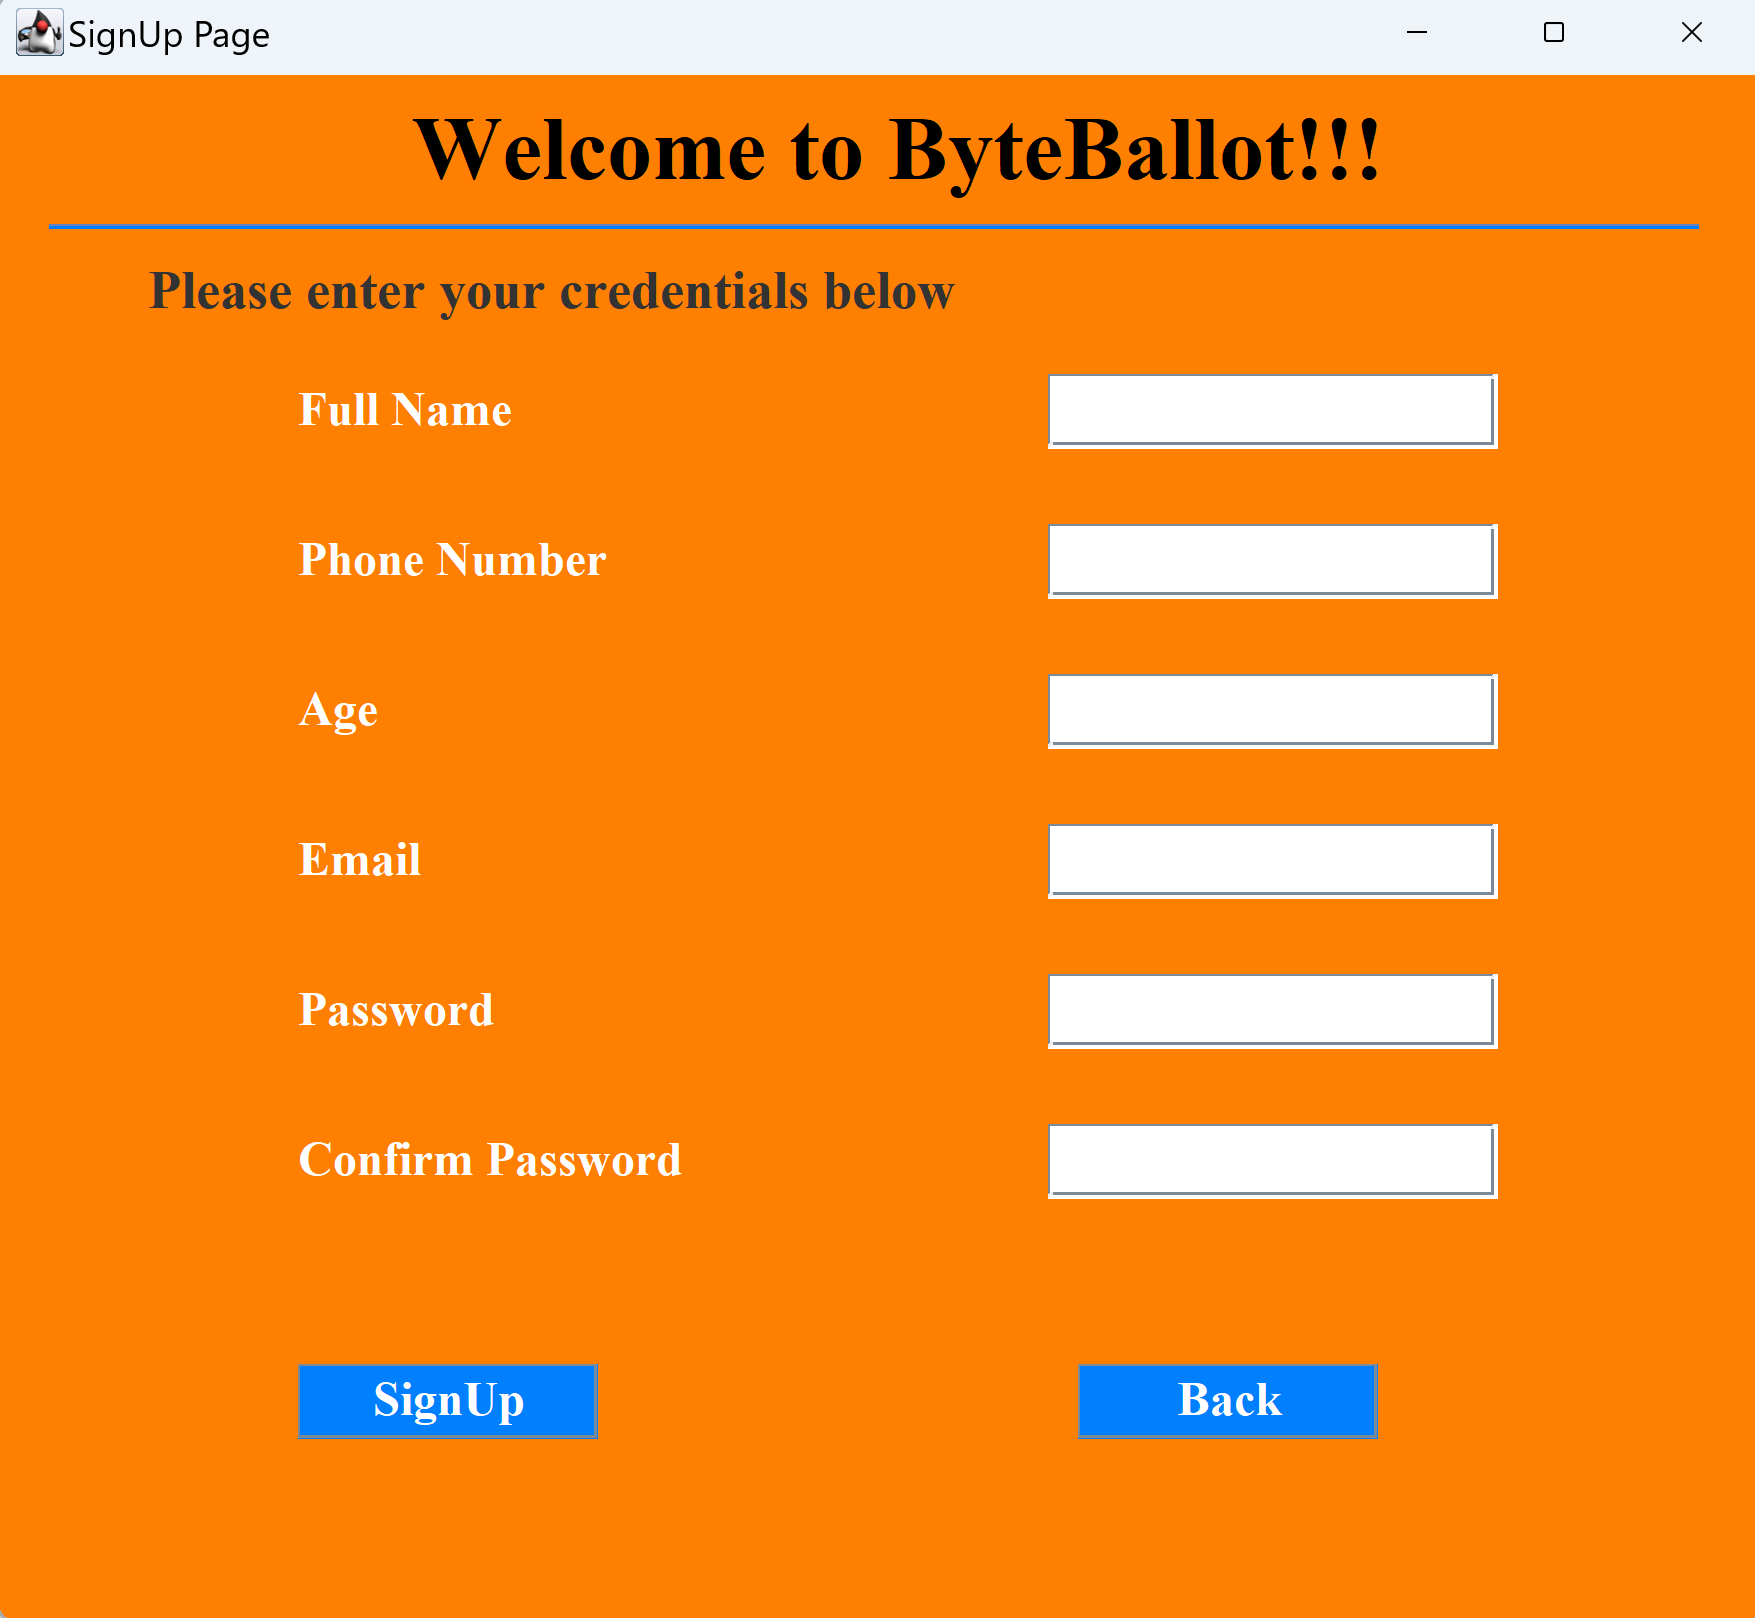 SignUp Page
Welcome to ByteBallot!!!
Please enter your credentials below
Full Name
Phone Number
Age
Email
Password
Confirm Password
SignUp
Back